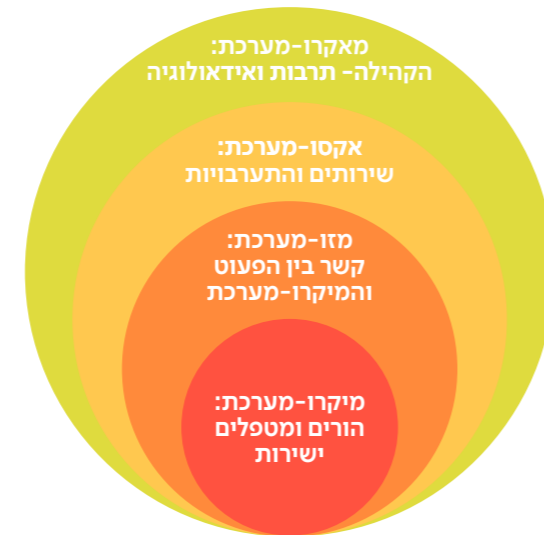 מאקרו-מערכת:
הקהילה- תרבות ואידאולוגיה
אקסו-מערכת:
שירותים והתערבויות
מזו-מערכת:
קשר בין הפעוט
והמיקרו-מערכת
מיקרו-מערכת:
הורים ומטפלים
ישירות